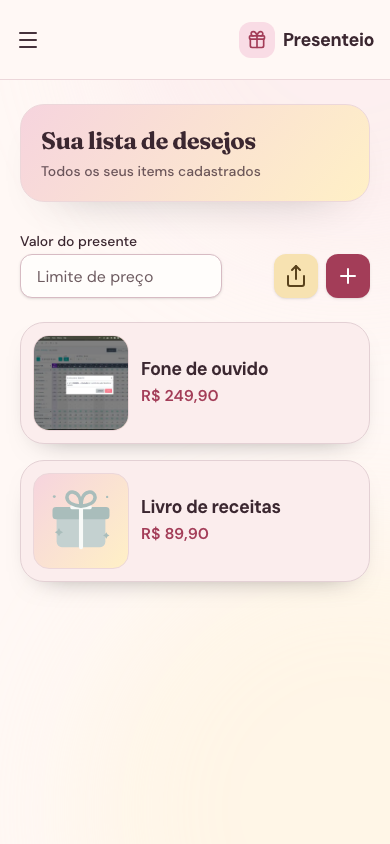 Presenteio
Sua lista de desejos
Todos os seus items cadastrados
Valor do presente
Limite de preço
Fone de ouvido
R$ 249,90
Livro de receitas
R$ 89,90